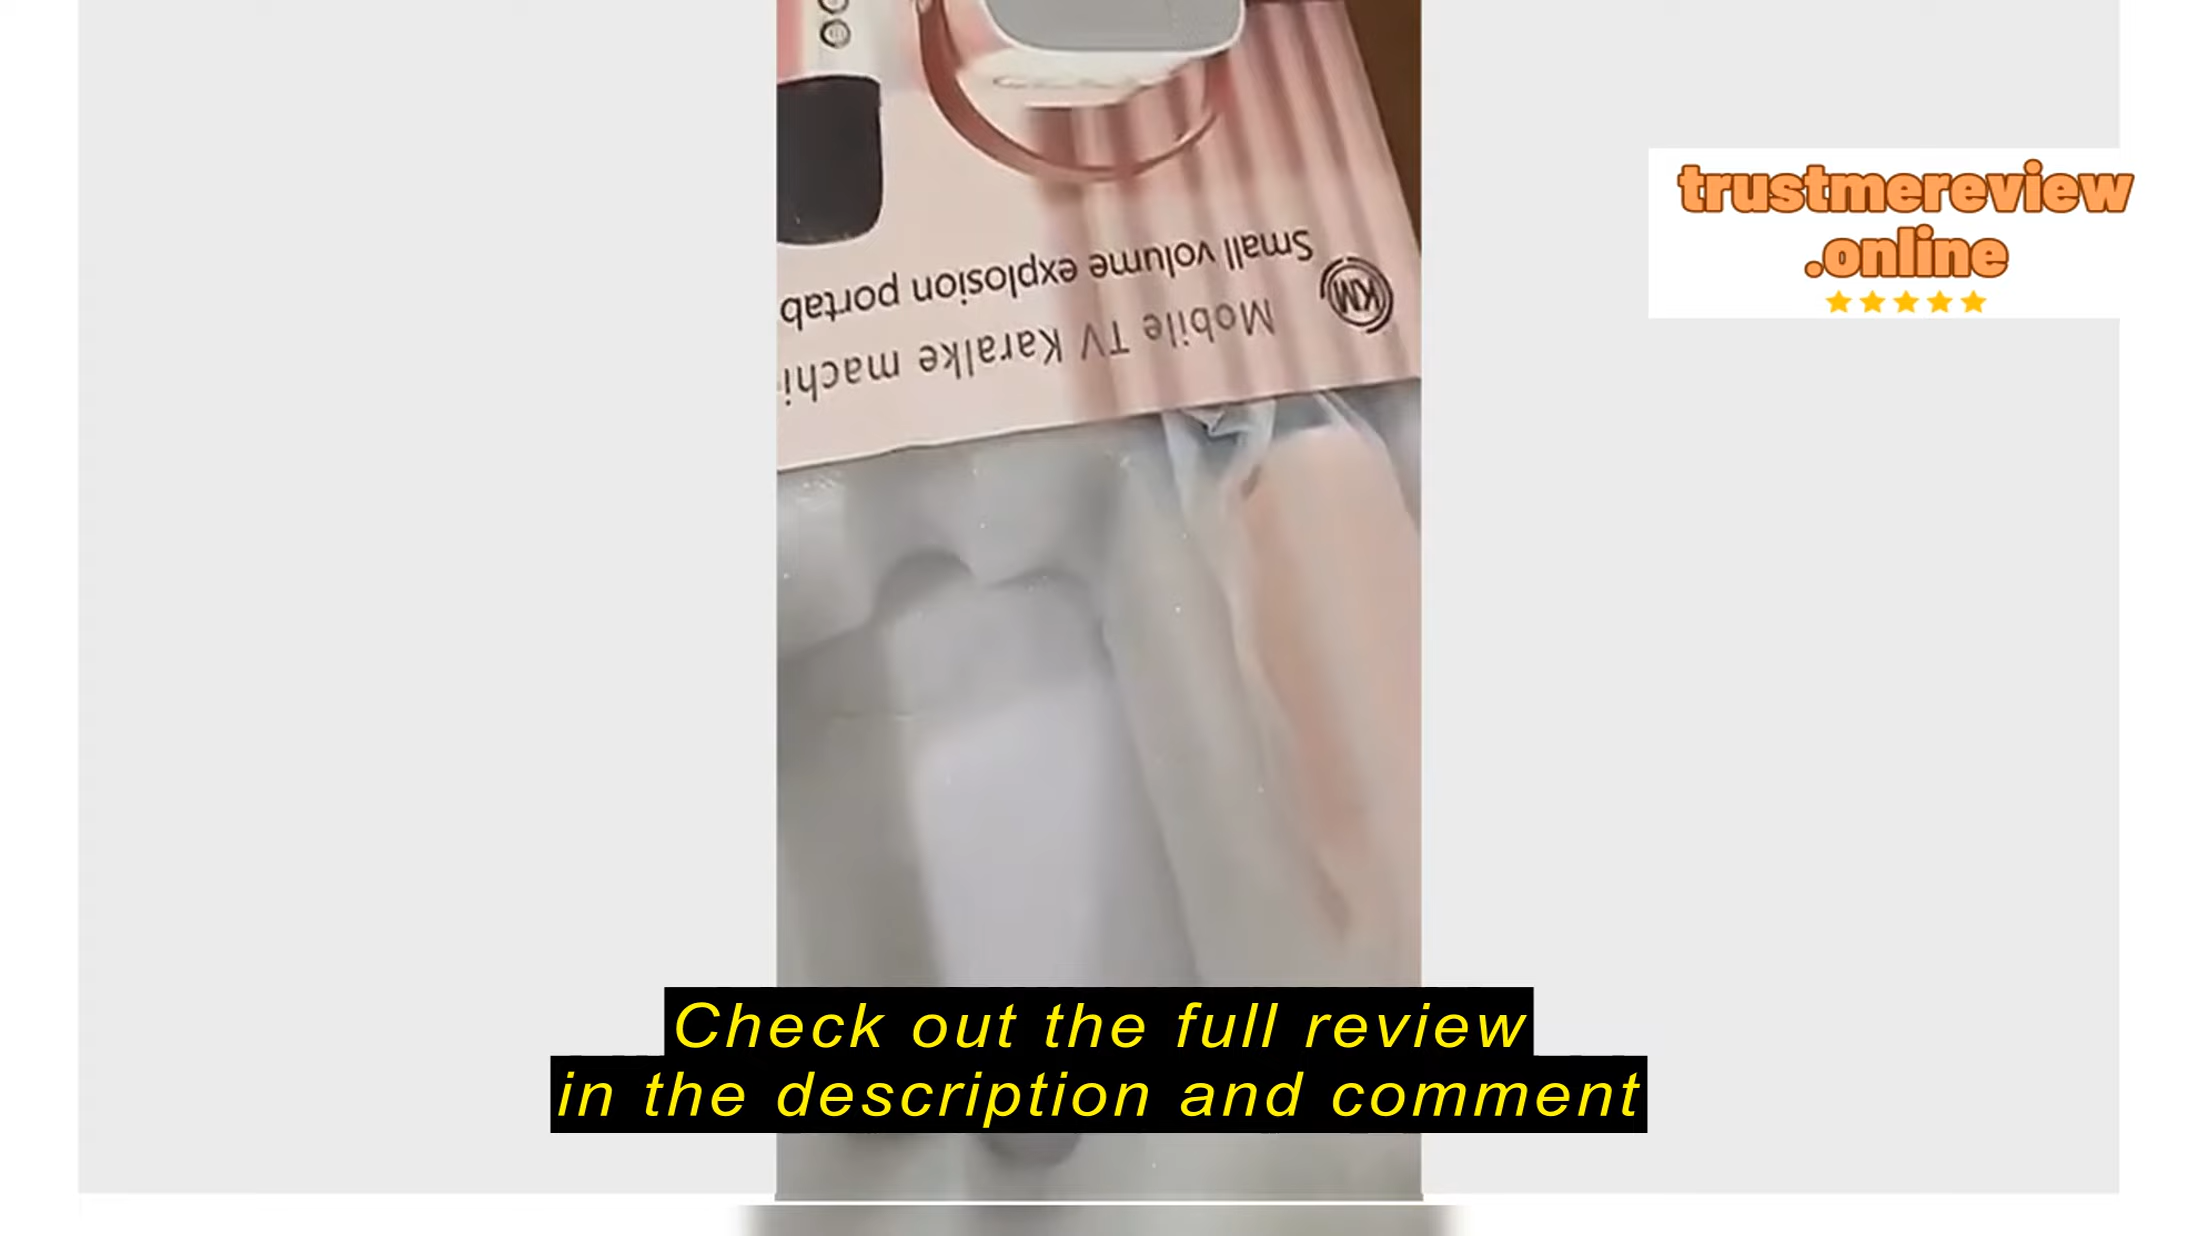 trustmereview
.online
KM
Small volume explosion portab
Mobile TV Karalke machi
Check out the full review
in the description and comment